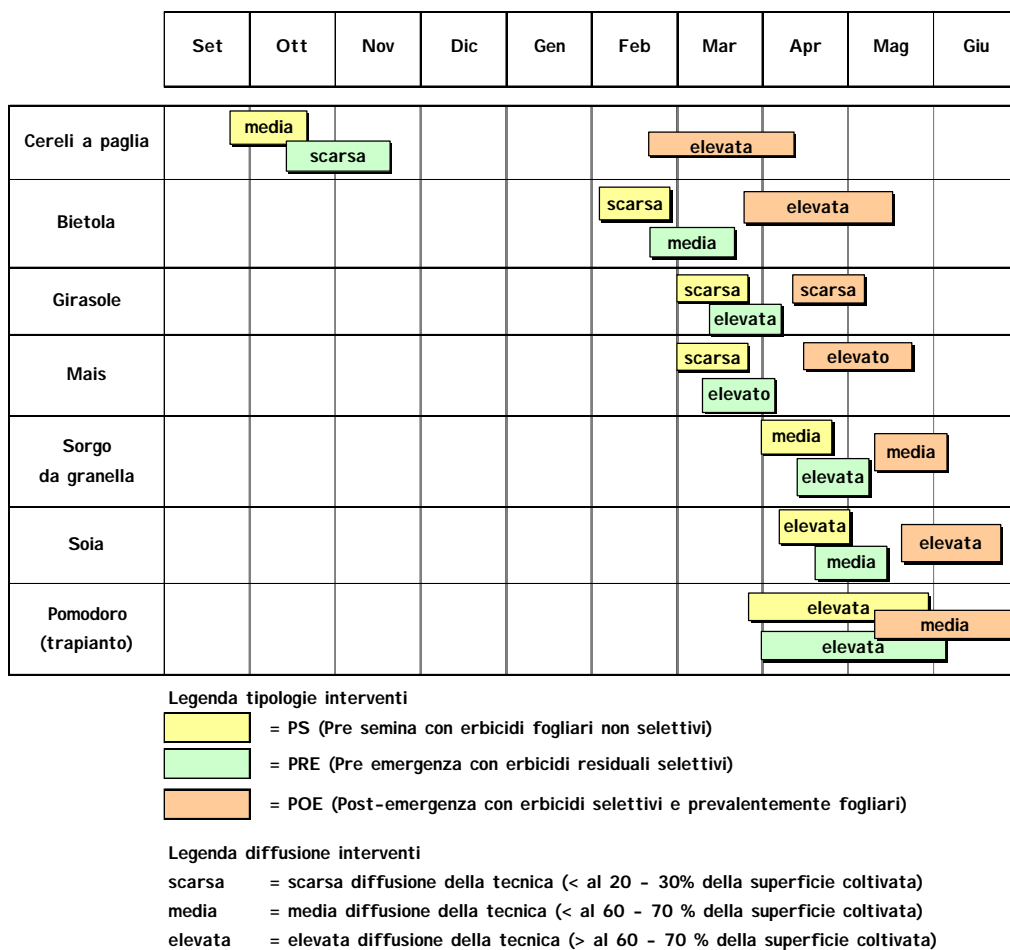 Set Ott Nov Dic Gen Feb Mar Apr Mag Giu
Cereli a paglia
media
scarsa
elevata
Bietola
scarsa
media
elevata
Girasole
scarsa
elevata
scarsa
Mais
scarsa
elevato
elevato
Sorgo
da granella
media
elevata
media
Soia
elevata
media
elevata
Pomodoro
(trapianto)
elevata
media
elevata
Legenda tipologie interventi
= PS (Pre semina con erbicidi fogliari non selettivi)
= PRE (Pre emergenza con erbicidi residuali selettivi)
= POE (Post-emergenza con erbicidi selettivi e prevalentemente fogliari)
Legenda diffusione interventi
scarsa = scarsa diffusione della tecnica (< al 20 - 30% della superficie coltivata)
media = media diffusione della tecnica (< al 60 - 70 % della superficie coltivata)
elevata = elevata diffusione della tecnica (> al 60 - 70 % della superficie coltivata)